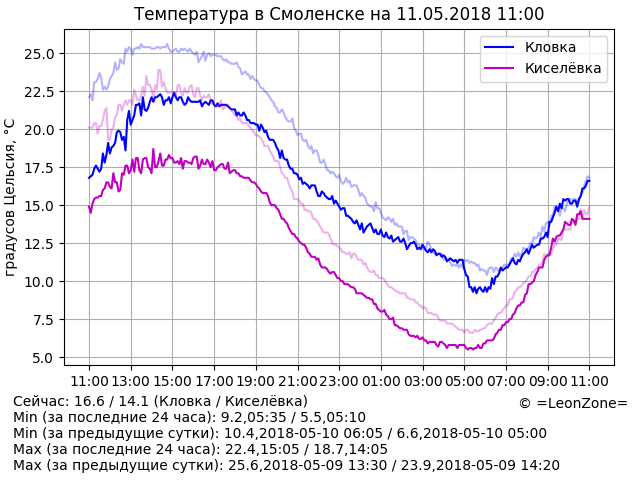 Температура в Смоленске на 11.05.2018 11:00
градусов Цельсия, °C
25.0
22.5
20.0
17.5
15.0
12.5
10.0
7.5
5.0
Кловка
Киселёвка
11:00 13:00 15:00 17:00 19:00 21:00 23:00 01:00 03:00 05:00 07:00 09:00 11:00
Сейчас: 16.6 / 14.1 (Кловка / Киселёвка)
© =LeonZone=
Min (за последние 24 часа): 9.2,05:35 / 5.5,05:10
Min (за предыдущие сутки): 10.4,2018-05-10 06:05 / 6.6,2018-05-10 05:00
Max (за последние 24 часа): 22.4,15:05 / 18.7,14:05
Max (за предыдущие сутки): 25.6,2018-05-09 13:30 / 23.9,2018-05-09 14:20